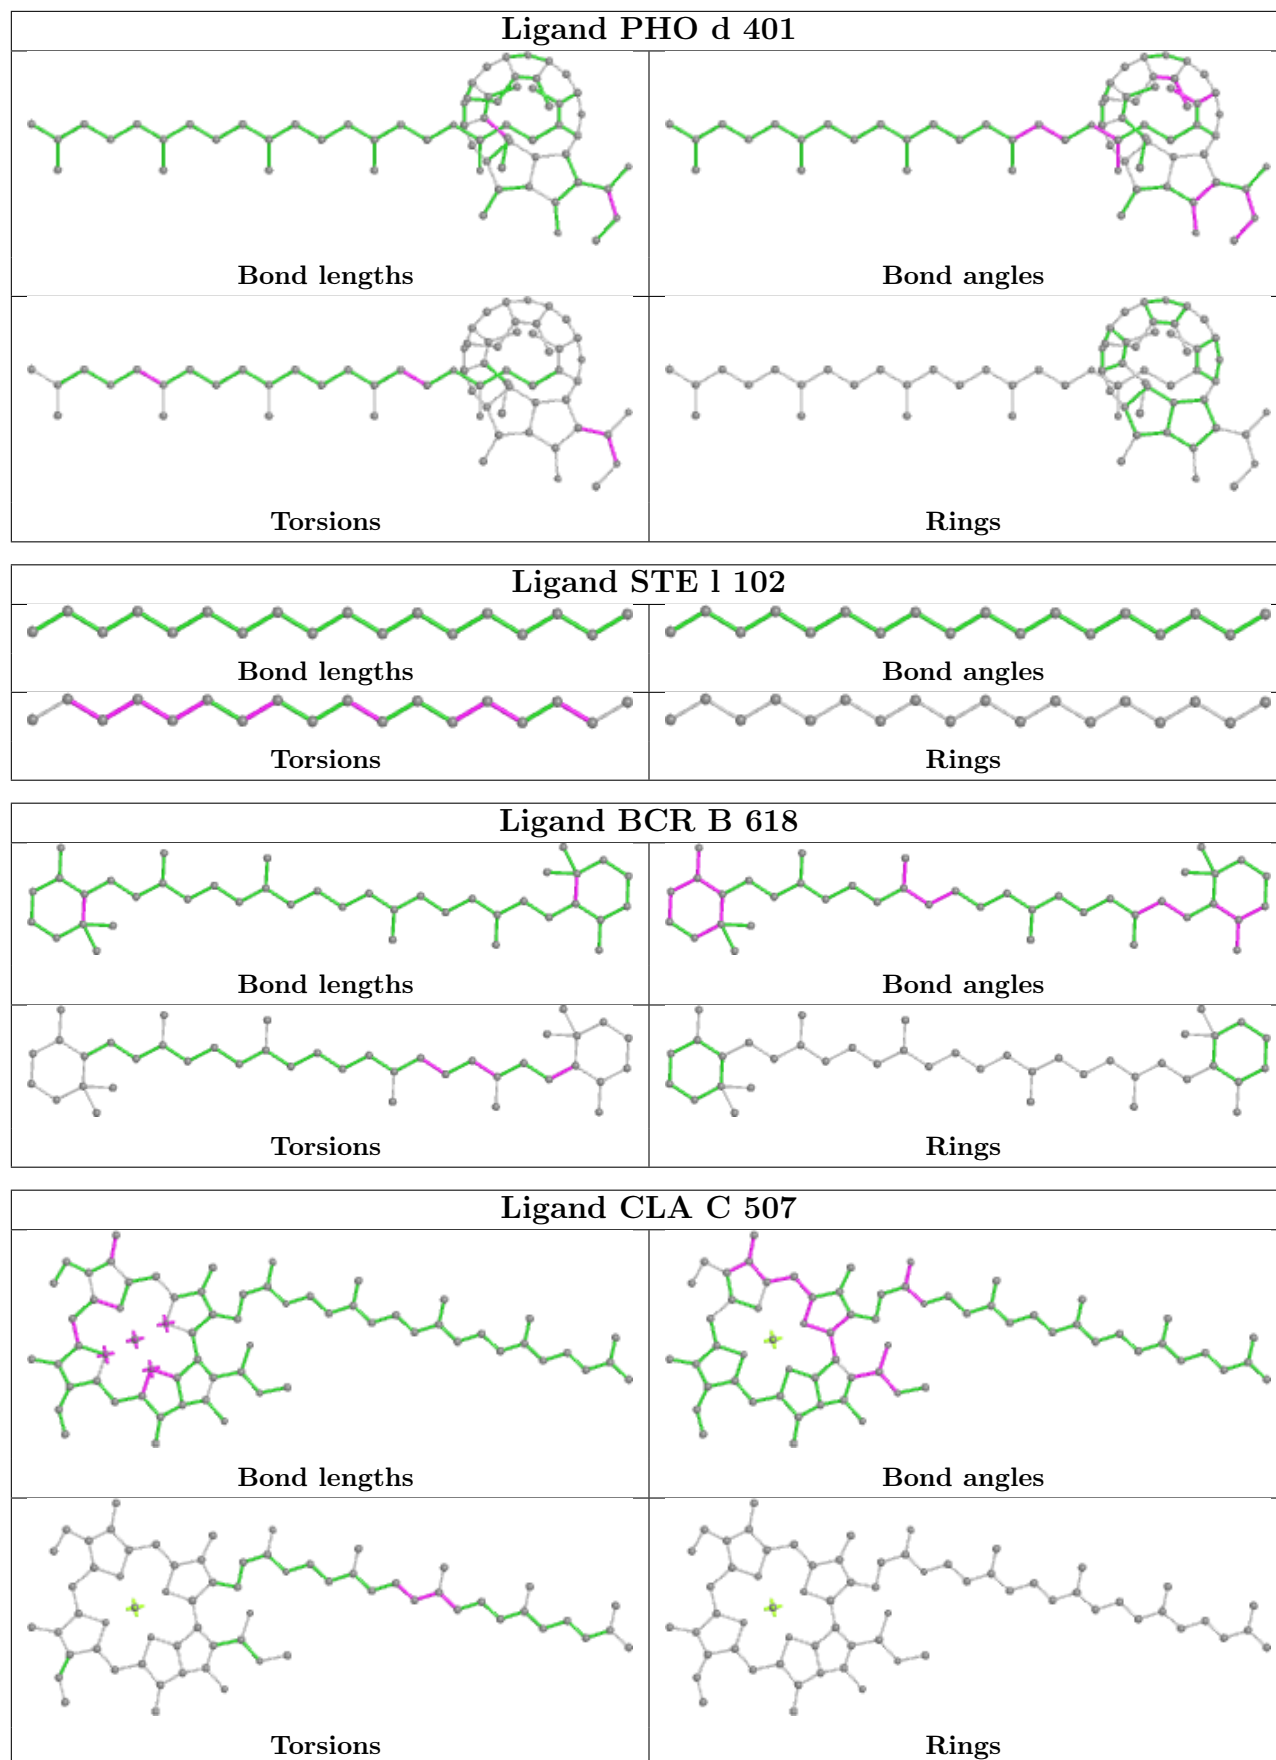 Ligand PHO d 401
Bond lengths
Bond angles
Torsions
Rings
Ligand STE l 102
Bond lengths
Bond angles
Torsions
Rings
Ligand BCR B 618
Bond lengths
Bond angles
Torsions
Rings
Ligand CLA C 507
Bond lengths
Bond angles
Torsions
Rings